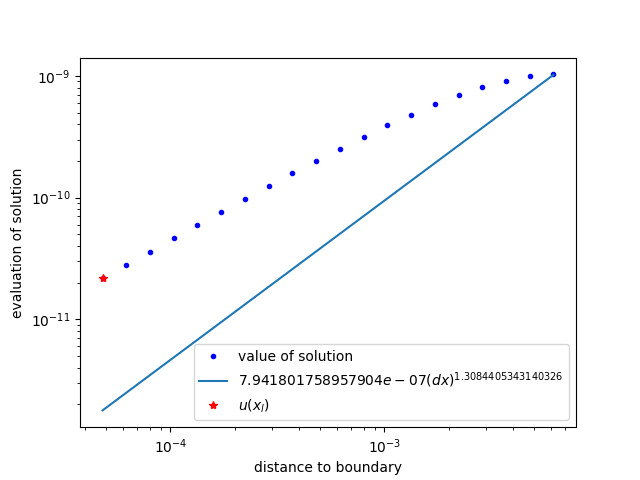 10^{-9}
10^{-10}
10^{-11}
evaluation of solution
value of solution
7.941801758957904e − 07(dx)^{1.3084405343140326}
u(x_I)
10^{-4} 10^{-3}
distance to boundary